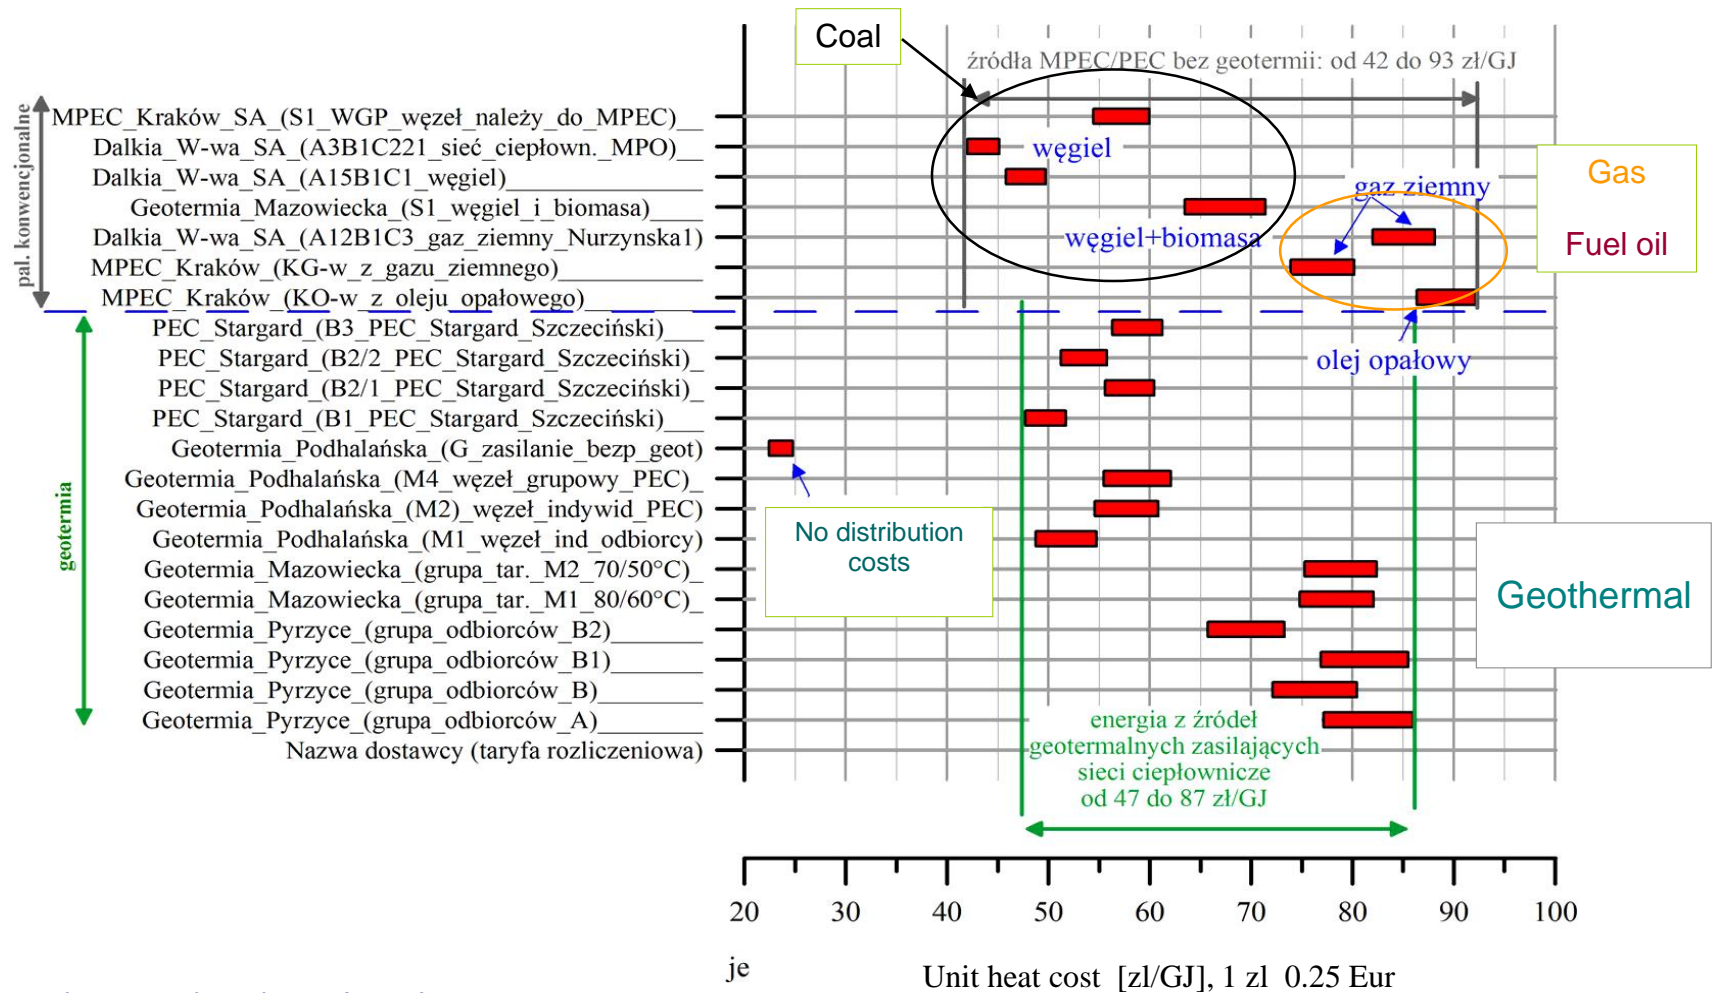 Coal
źródła MPEC/PEC bez geotermii: od 42 do 93 zł/GJ
pal. konwencjonalne
MPEC_Kraków_SA_(S1_WGP_węzeł_należy_do_MPEC)__
Dalkia_W-wa_SA_(A3B1C221_sieć_ciepłown._MPO)__
węgiel
Dalkia_W-wa_SA_(A15B1C1_węgiel)_______________
Gas
gaz ziemny
Geotermia_Mazowiecka_(S1_węgiel_i_biomasa)____
węgiel+biomasa
Dalkia_W-wa_SA_(A12B1C3_gaz_ziemny_Nurzynska1)
Fuel oil
MPEC_Kraków_(KG-w_z_gazu_ziemnego)___________
MPEC_Kraków_(KO-w_z_oleju_opałowego)_________
geotermia
PEC_Stargard_(B3_PEC_Stargard_Szczeciński)___
PEC_Stargard_(B2/2_PEC_Stargard_Szczeciński)_
olej opałowy
PEC_Stargard_(B2/1_PEC_Stargard_Szczeciński)_
PEC_Stargard_(B1_PEC_Stargard_Szczeciński)___
Geotermia_Podhalańska_(G_zasilanie_bezp_geot)
Geotermia_Podhalańska_(M4_węzeł_grupowy_PEC)_
Geotermia_Podhalańska_(M2)_węzeł_indywid_PEC)
No distribution
costs
Geotermia_Podhalańska_(M1_węzeł_ind_odbiorcy)
Geotermia_Mazowiecka_(grupa_tar._M2_70/50°C)_
Geotermia_Mazowiecka_(grupa_tar._M1_80/60°C)_
Geothermal
Geotermia_Pyrzyce_(grupa_odbiorców_B2)_______
Geotermia_Pyrzyce_(grupa_odbiorców_B1)_______
Geotermia_Pyrzyce_(grupa_odbiorców_B)________
Geotermia_Pyrzyce_(grupa_odbiorców_A)________
Nazwa dostawcy (taryfa rozliczeniowa)
energia z źródeł
geotermalnych zasilających
sieci ciepłownicze
od 47 do 87 zł/GJ
20 30 40 50 60 70 80 90 100
je
Unit heat cost [zl/GJ], 1 zl 0.25 Eur